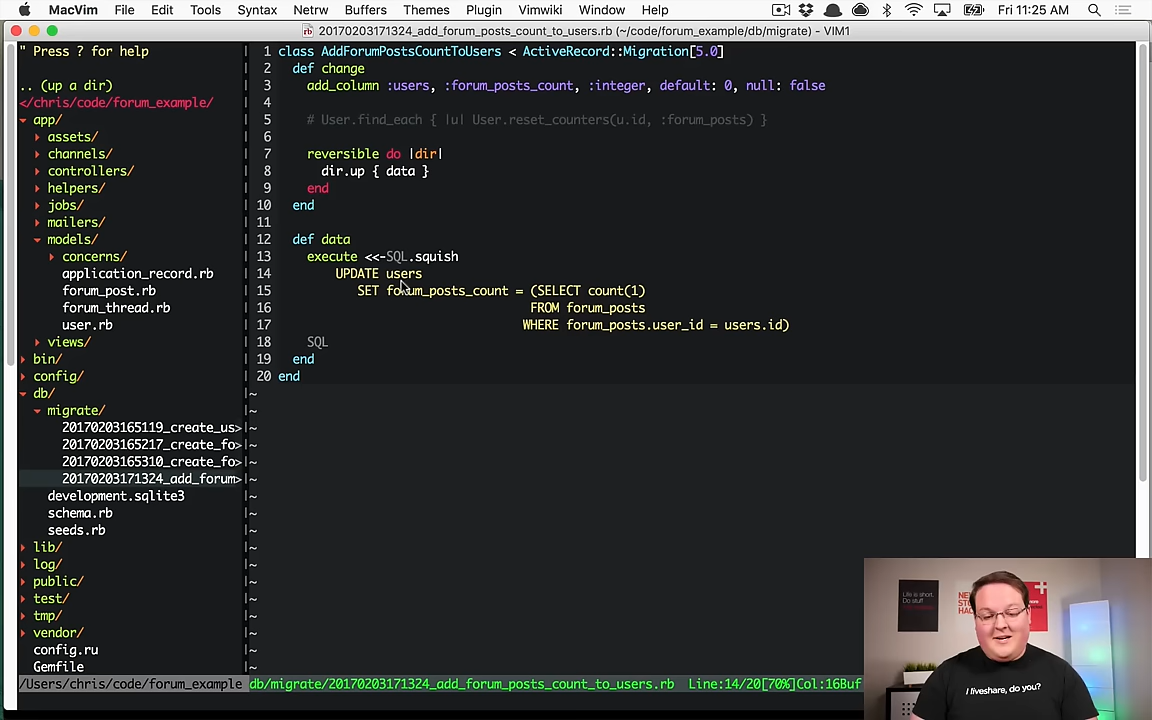 MacVim File Edit Tools Syntax Netrw Buffers Themes Plugin Vimwiki Window Help Fri 11:25 AM
20170203171324_add_forum_posts_count_to_users.rb (~/code/forum_example/db/migrate) - VIM1
" Press ? for help
.. (up a dir)
</chris/code/forum_example/
app/
assets/
channels/
controllers/
helpers/
jobs/
mailers/
models/
concerns/
application_record.rb
forum_post.rb
forum_thread.rb
user.rb
views/
bin/
config/
db/
migrate/
20170203165119_create_us>
20170203165217_create_fo>
20170203165310_create_fo>
20170203171324_add_forum>
development.sqlite3
schema.rb
seeds.rb
lib/
log/
public/
test/
tmp/
vendor/
config.ru
Gemfile
/Users/chris/code/forum_example
1 class AddForumPostsCountToUsers < ActiveRecord::Migration[5.0]
2 def change
3 add_column :users, :forum_posts_count, :integer, default: 0, null: false
4
5 # User.find_each { |u| User.reset_counters(u.id, :forum_posts) }
6
7 reversible do |dir|
8 dir.up { data }
9 end
10 end
11
12 def data
13 execute <<-SQL.squish
14 UPDATE users
15 SET forum_posts_count = (SELECT count(1)
16 FROM forum_posts
17 WHERE forum_posts.user_id = users.id)
18 SQL
19 end
20 end
db/migrate/20170203171324_add_forum_posts_count_to_users.rb Line:14/20[70%]Col:16Buf
Life is short.
Do stuff
I liveshare, do you?